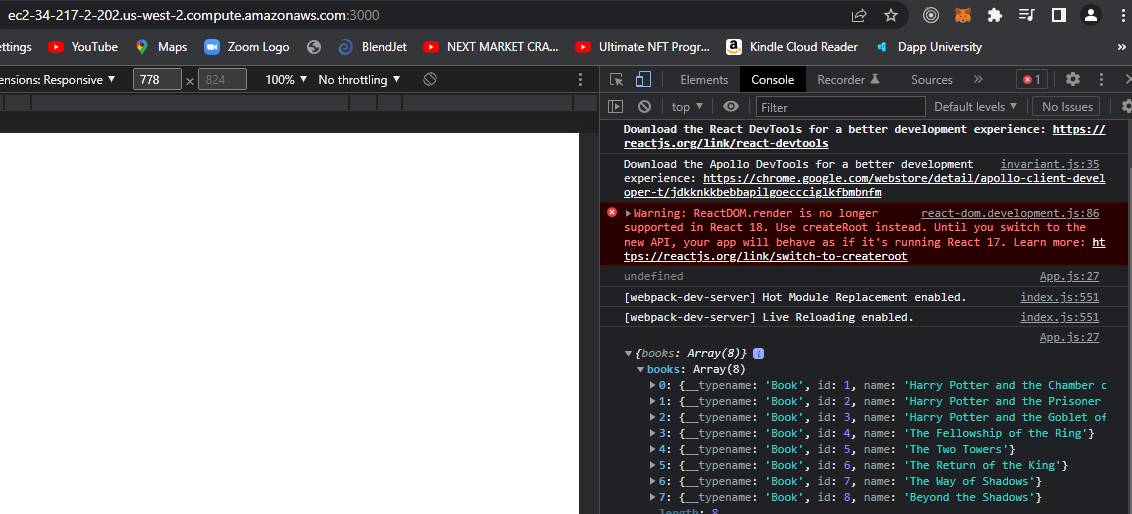 ec2-34-217-2-202.us-west-2.compute.amazonaws.com:3000
ettings YouTube Maps Zoom Logo BlendJet NEXT MARKET CRA... Ultimate NFT Progr... Kindle Cloud Reader Dapp University »
ensions: Responsive ▼ 778 × 824 100% ▼ No throttling ▼
Elements Console Recorder Sources » 1
top ▼ Filter Default levels ▼ No Issues
Download the React DevTools for a better development experience: https://
reactjs.org/link/react-devtools
Download the Apollo DevTools for a better development invariant.js:35
experience: https://chrome.google.com/webstore/detail/apollo-client-devel
oper-t/jdkknkkbebbapilgoeccciglkfbmbnfm
Warning: ReactDOM.render is no longer react-dom.development.js:86
supported in React 18. Use createRoot instead. Until you switch to the
new API, your app will behave as if it's running React 17. Learn more: ht
tps://reactjs.org/link/switch-to-createroot
undefined App.js:27
[webpack-dev-server] Hot Module Replacement enabled. index.js:551
[webpack-dev-server] Live Reloading enabled. index.js:551
App.js:27
▼{books: Array(8)} i
▼books: Array(8)
▶0: {__typename: 'Book', id: 1, name: 'Harry Potter and the Chamber o
▶1: {__typename: 'Book', id: 2, name: 'Harry Potter and the Prisoner
▶2: {__typename: 'Book', id: 3, name: 'Harry Potter and the Goblet of
▶3: {__typename: 'Book', id: 4, name: 'The Fellowship of the Ring'}
▶4: {__typename: 'Book', id: 5, name: 'The Two Towers'}
▶5: {__typename: 'Book', id: 6, name: 'The Return of the King'}
▶6: {__typename: 'Book', id: 7, name: 'The Way of Shadows'}
▶7: {__typename: 'Book', id: 8, name: 'Beyond the Shadows'}
length: 8